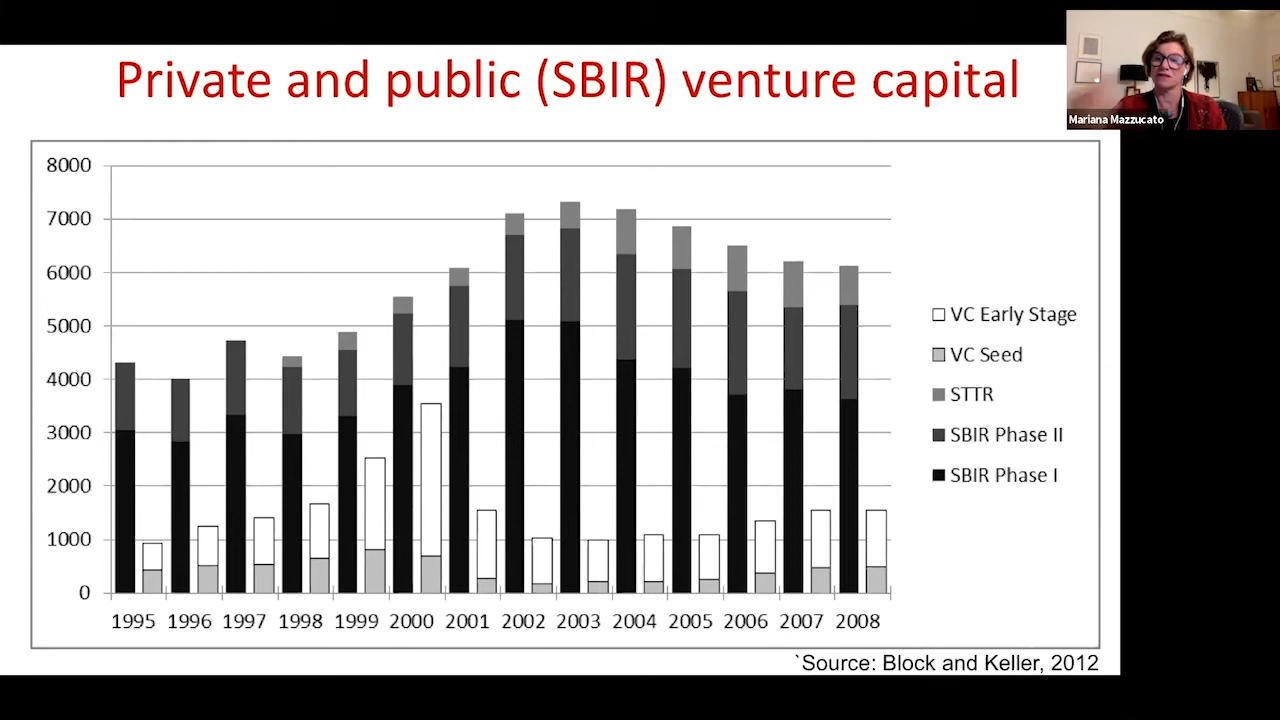 Private and public (SBIR) venture capital
Mariana Mazzucato
8000
7000
6000
5000
4000
3000
2000
1000
0
1995 1996 1997 1998 1999 2000 2001 2002 2003 2004 2005 2006 2007 2008
VC Early Stage
VC Seed
STTR
SBIR Phase II
SBIR Phase I
`Source: Block and Keller, 2012